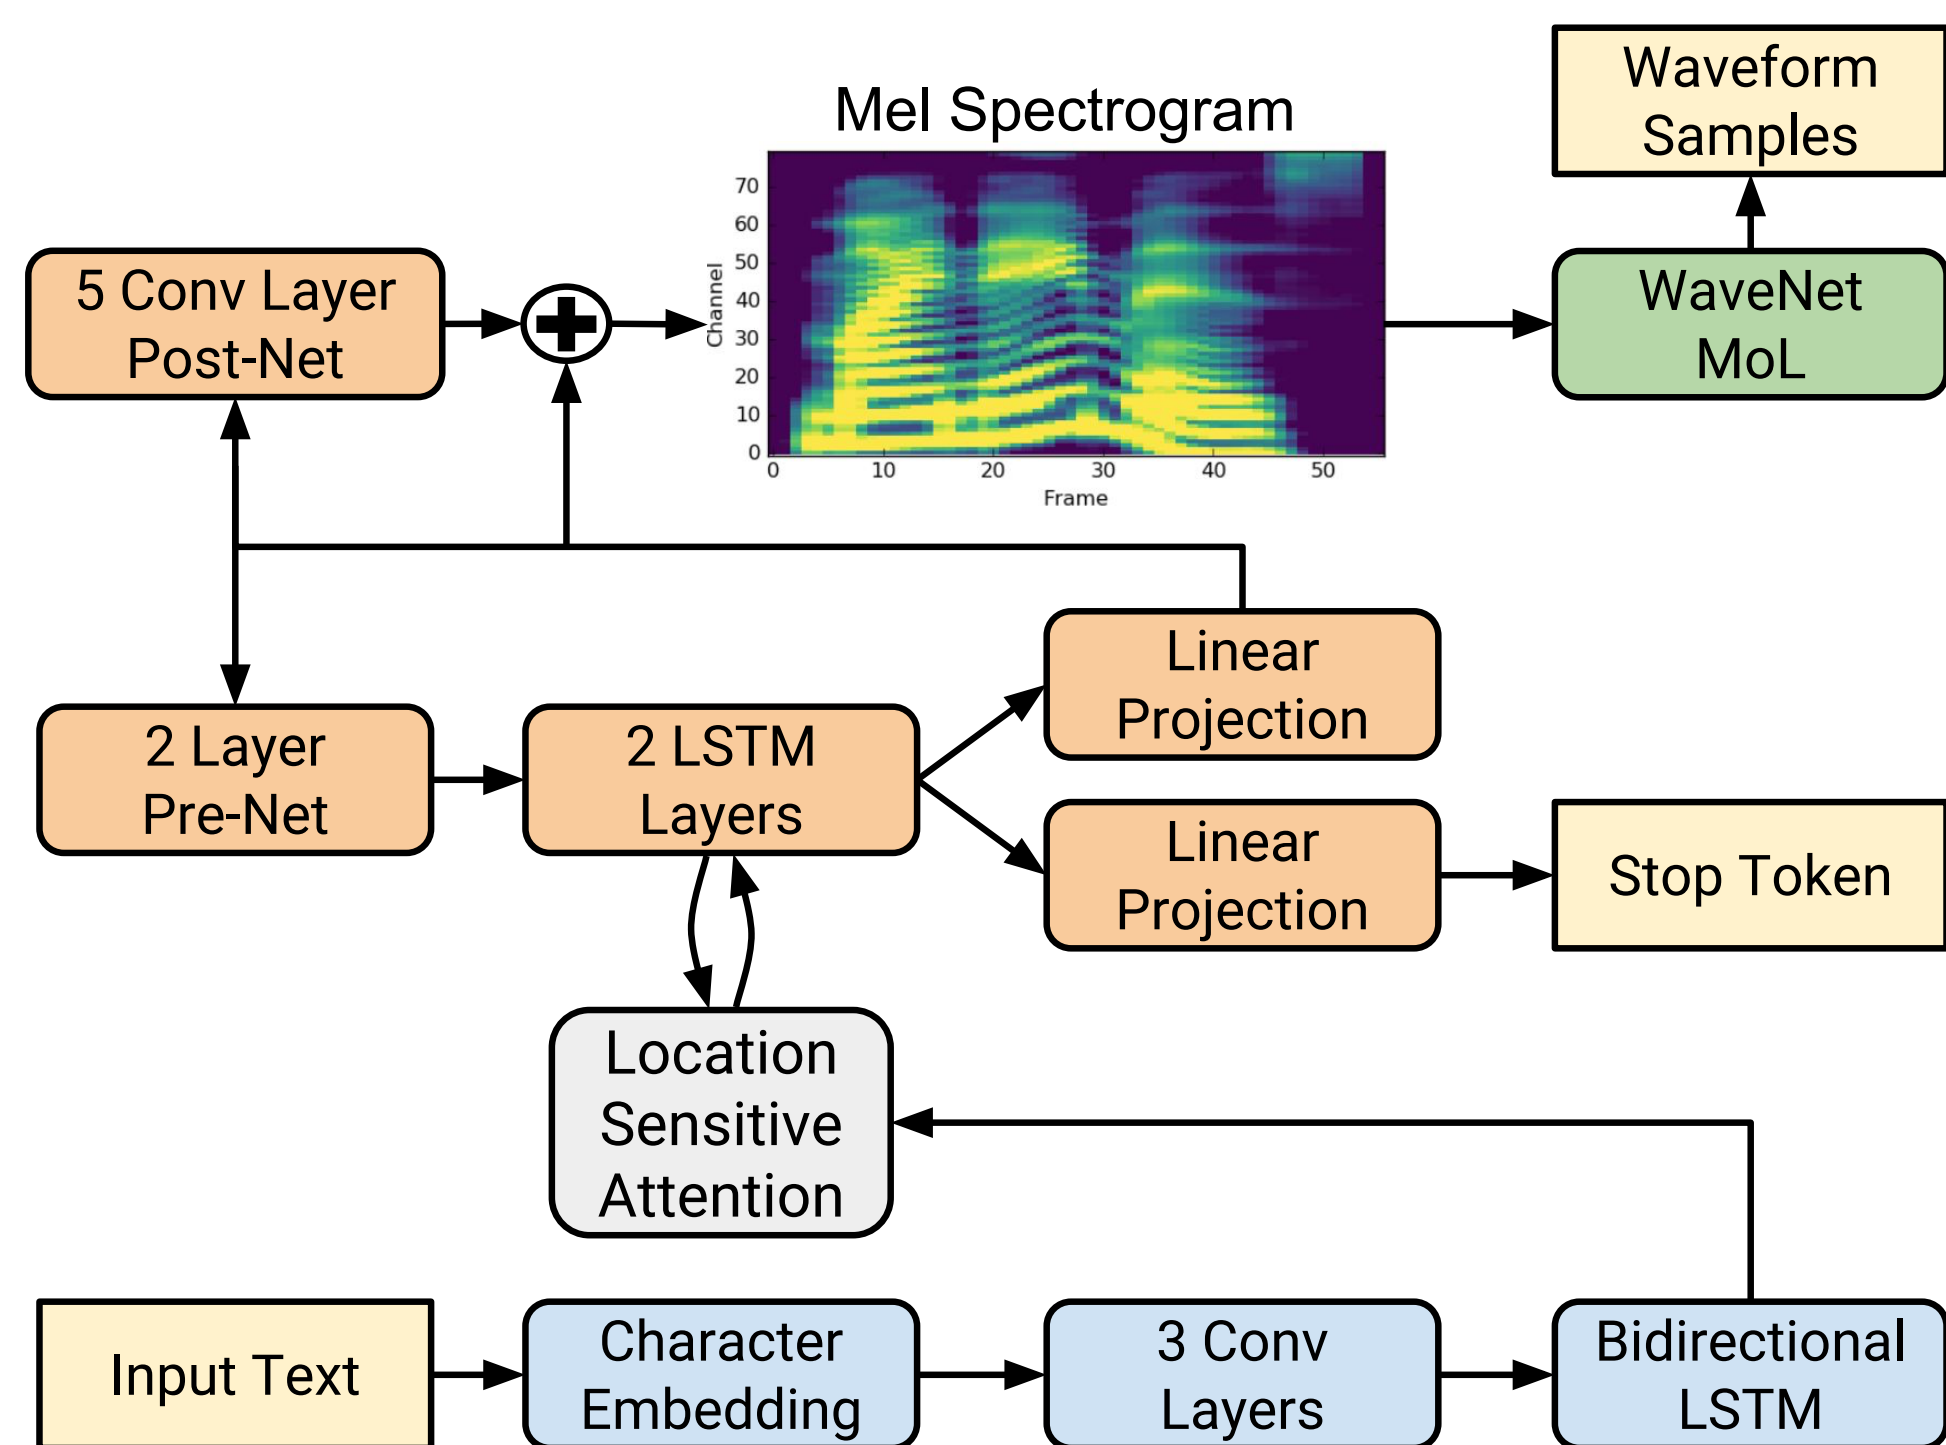 Waveform
Samples
Mel Spectrogram
70
60
50
40
30
20
10
0
Channel
0 10 20 30 40 50
Frame
5 Conv Layer
Post-Net
WaveNet
MoL
Linear
Projection
2 Layer
Pre-Net
2 LSTM
Layers
Linear
Projection
Stop Token
Location
Sensitive
Attention
Input Text
Character
Embedding
3 Conv
Layers
Bidirectional
LSTM